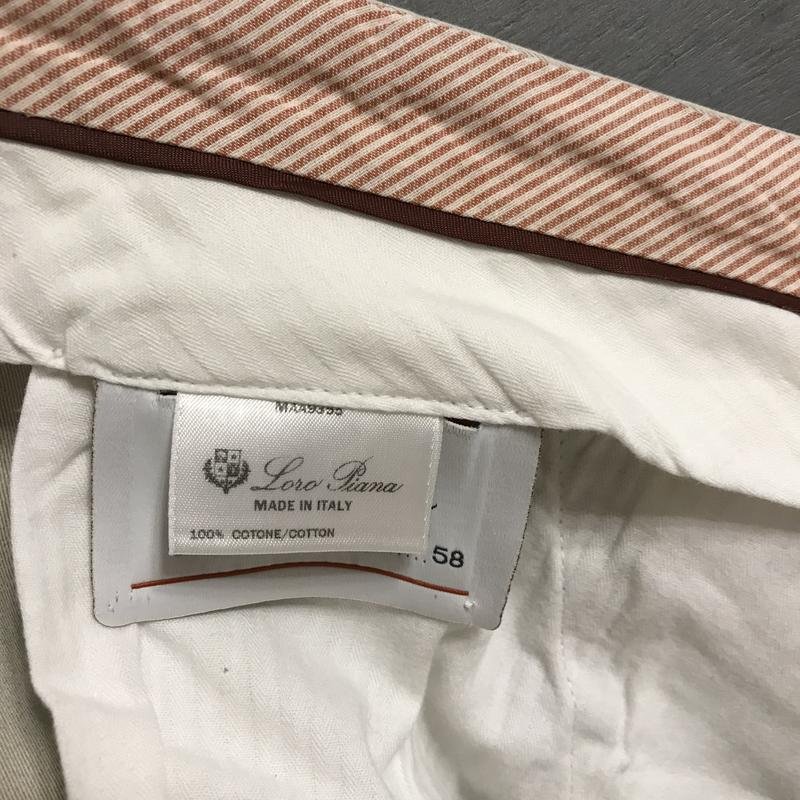 Loro Piana
MADE IN ITALY
100% COTONE/COTTON
58